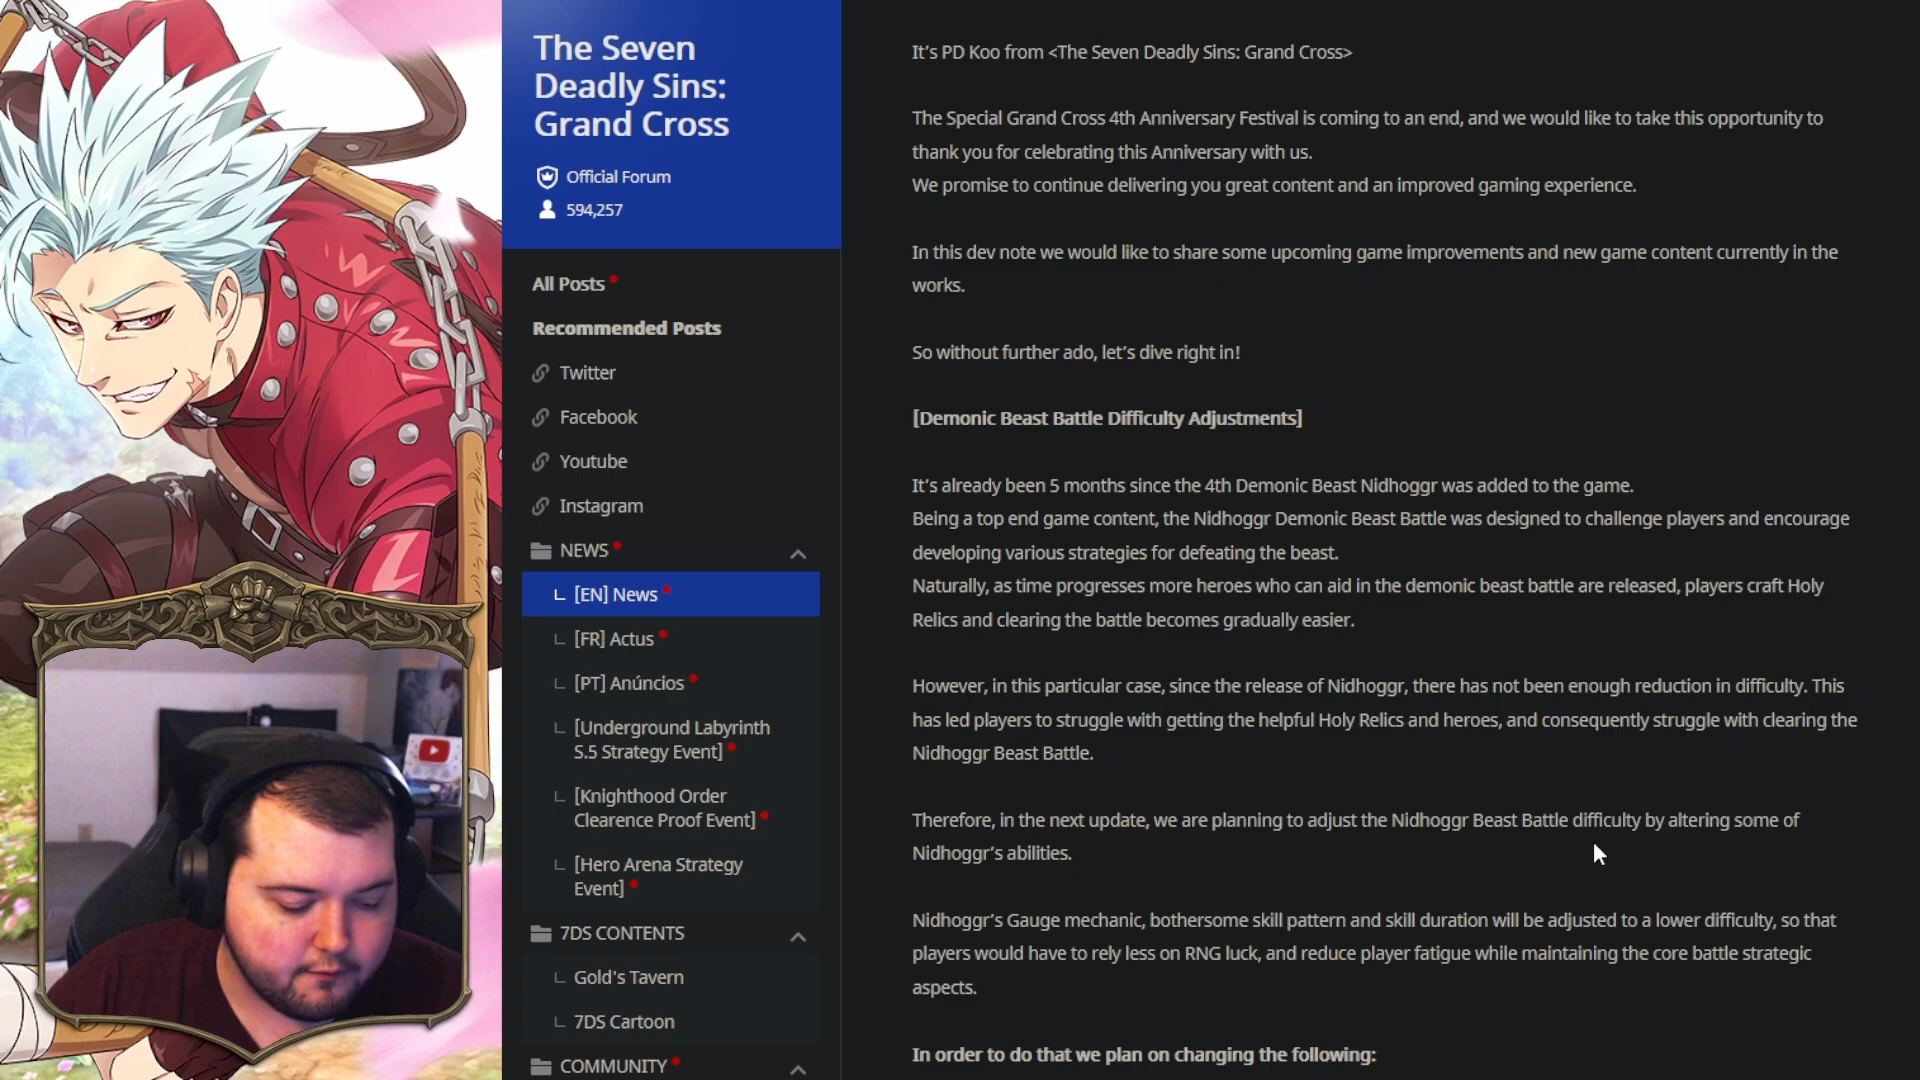 The Seven
Deadly Sins:
Grand Cross
Official Forum
594,257
All Posts
Recommended Posts
Twitter
Facebook
Youtube
Instagram
NEWS
[EN] News
[FR] Actus
[PT] Anúncios
[Underground Labyrinth
S.5 Strategy Event]
[Knighthood Order
Clearence Proof Event]
[Hero Arena Strategy
Event]
7DS CONTENTS
Gold's Tavern
7DS Cartoon
COMMUNITY
It's PD Koo from <The Seven Deadly Sins: Grand Cross>
The Special Grand Cross 4th Anniversary Festival is coming to an end, and we would like to take this opportunity to
thank you for celebrating this Anniversary with us.
We promise to continue delivering you great content and an improved gaming experience.
In this dev note we would like to share some upcoming game improvements and new game content currently in the
works.
So without further ado, let's dive right in!
[Demonic Beast Battle Difficulty Adjustments]
It's already been 5 months since the 4th Demonic Beast Nidhoggr was added to the game.
Being a top end game content, the Nidhoggr Demonic Beast Battle was designed to challenge players and encourage
developing various strategies for defeating the beast.
Naturally, as time progresses more heroes who can aid in the demonic beast battle are released, players craft Holy
Relics and clearing the battle becomes gradually easier.
However, in this particular case, since the release of Nidhoggr, there has not been enough reduction in difficulty. This
has led players to struggle with getting the helpful Holy Relics and heroes, and consequently struggle with clearing the
Nidhoggr Beast Battle.
Therefore, in the next update, we are planning to adjust the Nidhoggr Beast Battle difficulty by altering some of
Nidhoggr's abilities.
Nidhoggr's Gauge mechanic, bothersome skill pattern and skill duration will be adjusted to a lower difficulty, so that
players would have to rely less on RNG luck, and reduce player fatigue while maintaining the core battle strategic
aspects.
In order to do that we plan on changing the following: